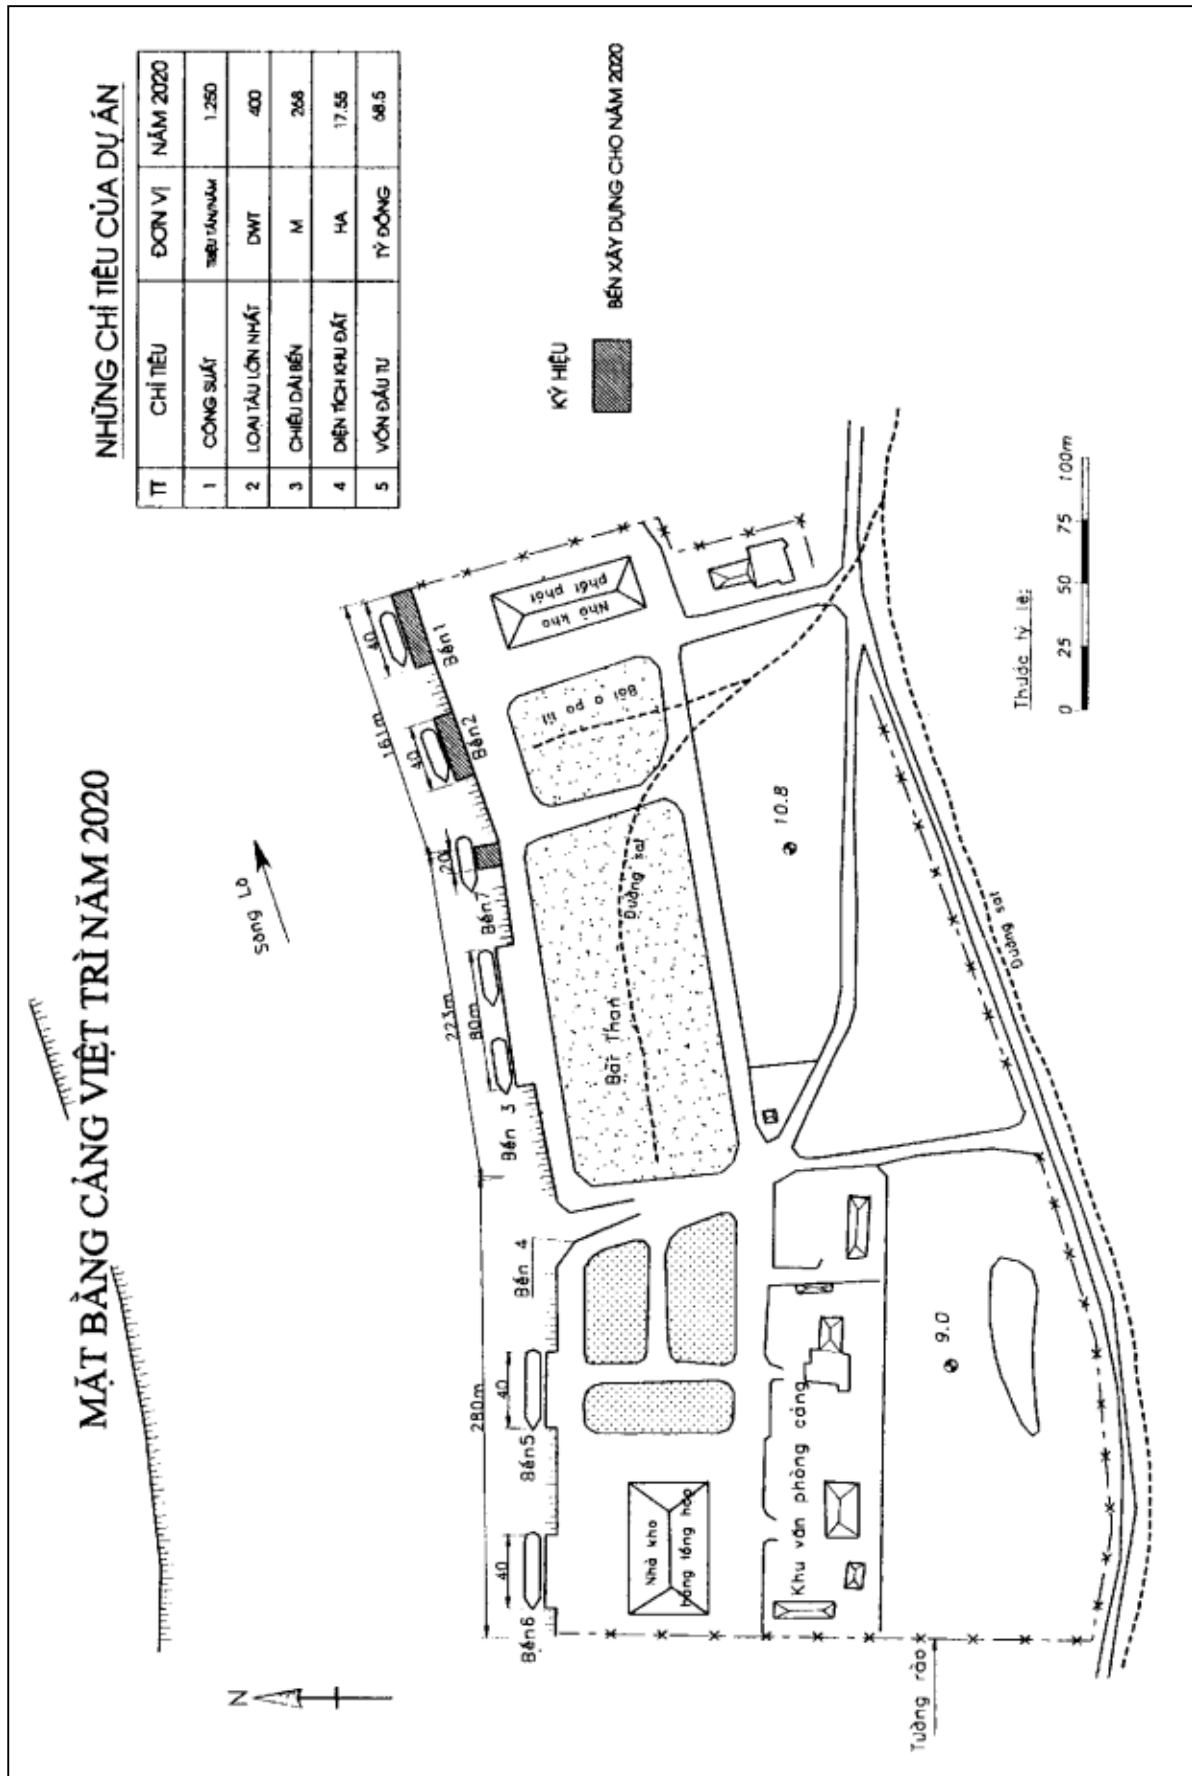 MẶT BẰNG CẢNG VIỆT TRÌ NĂM 2020
NHỮNG CHỈ TIÊU CỦA DỰ ÁN
TT CHỈ TIÊU ĐƠN VỊ NĂM 2020
1 CÔNG SUẤT TRIỆU TẤN/NĂM 1.250
2 LOẠI TÀU LỚN NHẤT DWT 400
3 CHIỀU DÀI BẾN M 268
4 DIỆN TÍCH KHU ĐẤT HA 17.55
5 VỐN ĐẦU TƯ TỶ ĐỒNG 68.5
KÝ HIỆU
BẾN XÂY DỰNG CHO NĂM 2020
N
Sông Lô
280m
223m
161m
40
40
80m
20
40
40
Bến6
Bến5
Bến 4
Bến 3
Bến7
Bến2
Bến1
Nhà kho
hàng tổng hợp
Bãi Than
Đường sắt
Bãi a pa tít
Nhà kho
phốt phát
Khu văn phòng cảng
10.8
9.0
Đường sắt
Tường rào
Thước tỷ lệ:
0 25 50 75 100m